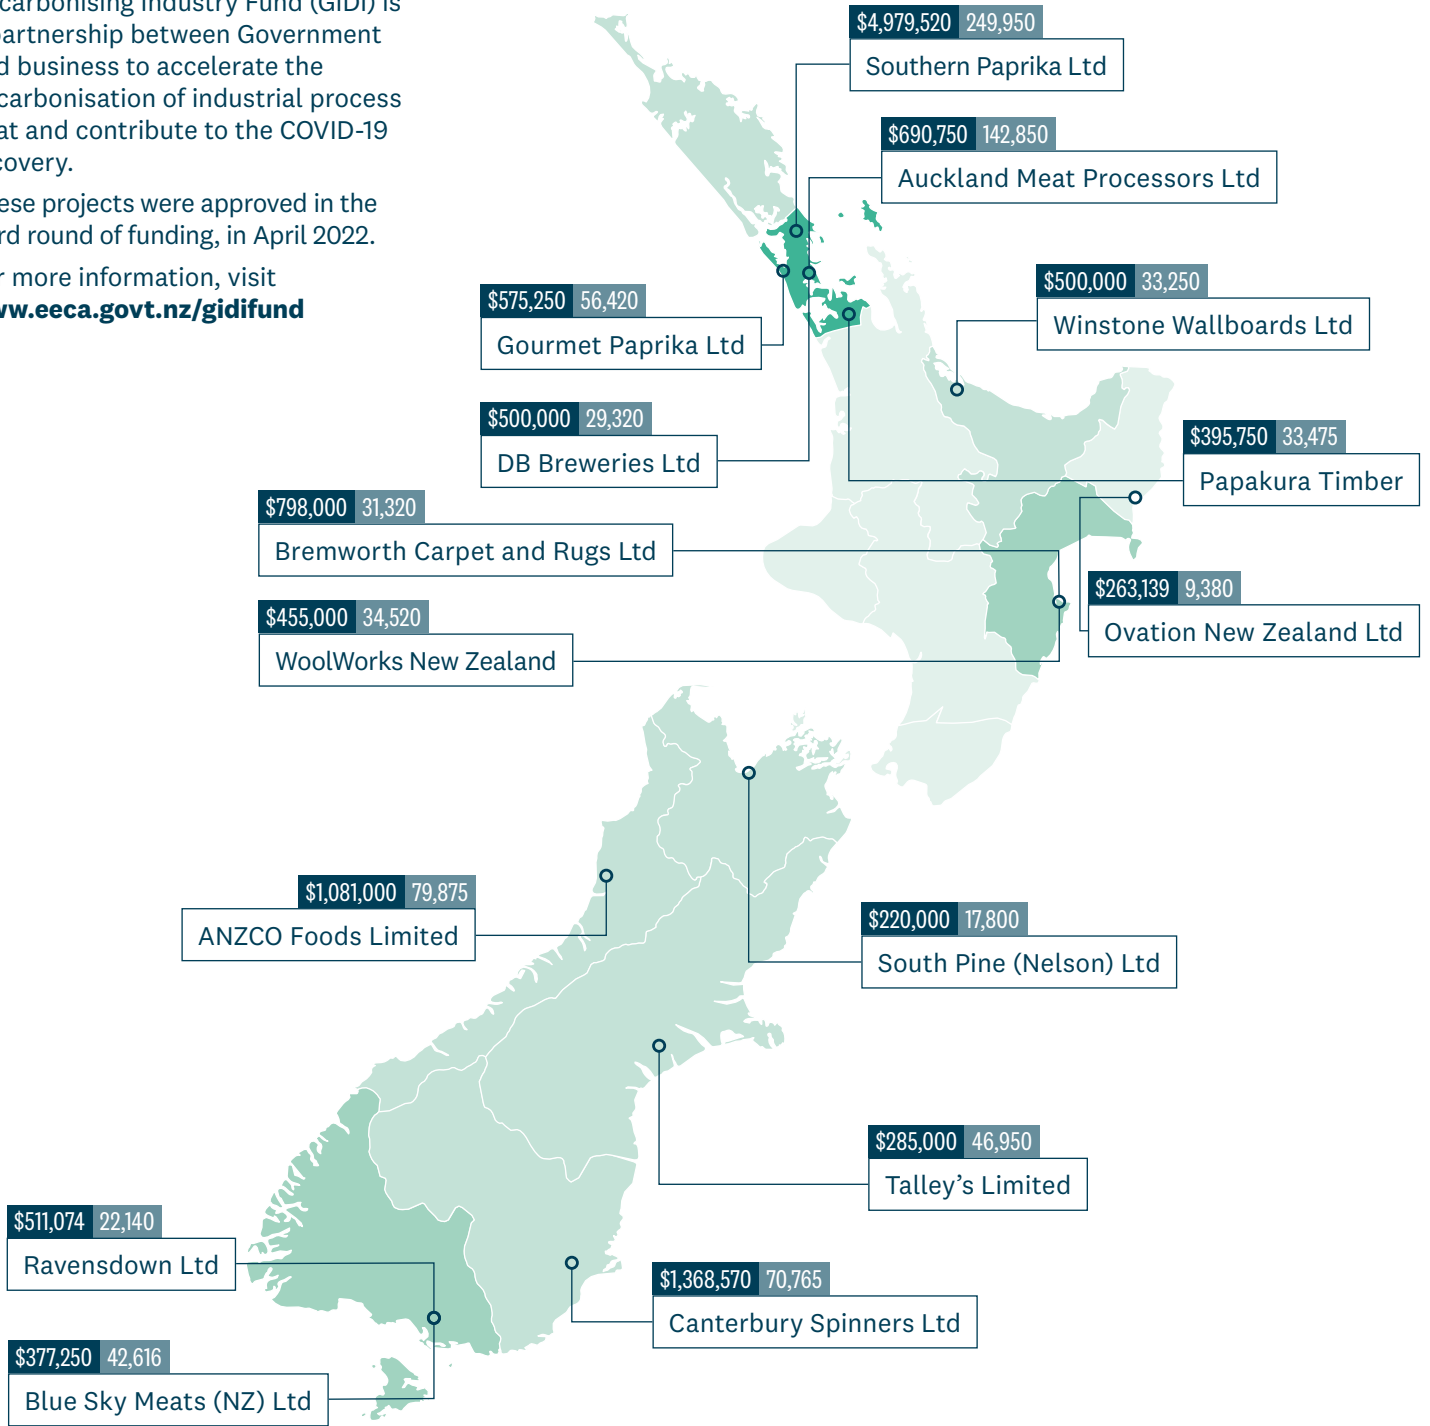 carbonising Industry Fund (GIDI) is
artnership between Government
d business to accelerate the
carbonisation of industrial process
at and contribute to the COVID-19
covery.
ese projects were approved in the
rd round of funding, in April 2022.
r more information, visit
w.eeca.govt.nz/gidifund
$4,979,520 249,950
Southern Paprika Ltd
$690,750 142,850
Auckland Meat Processors Ltd
$575,250 56,420
Gourmet Paprika Ltd
$500,000 33,250
Winstone Wallboards Ltd
$500,000 29,320
DB Breweries Ltd
$395,750 33,475
Papakura Timber
$798,000 31,320
Bremworth Carpet and Rugs Ltd
$263,139 9,380
Ovation New Zealand Ltd
$455,000 34,520
WoolWorks New Zealand
$1,081,000 79,875
ANZCO Foods Limited
$220,000 17,800
South Pine (Nelson) Ltd
$285,000 46,950
Talley’s Limited
$511,074 22,140
Ravensdown Ltd
$1,368,570 70,765
Canterbury Spinners Ltd
$377,250 42,616
Blue Sky Meats (NZ) Ltd